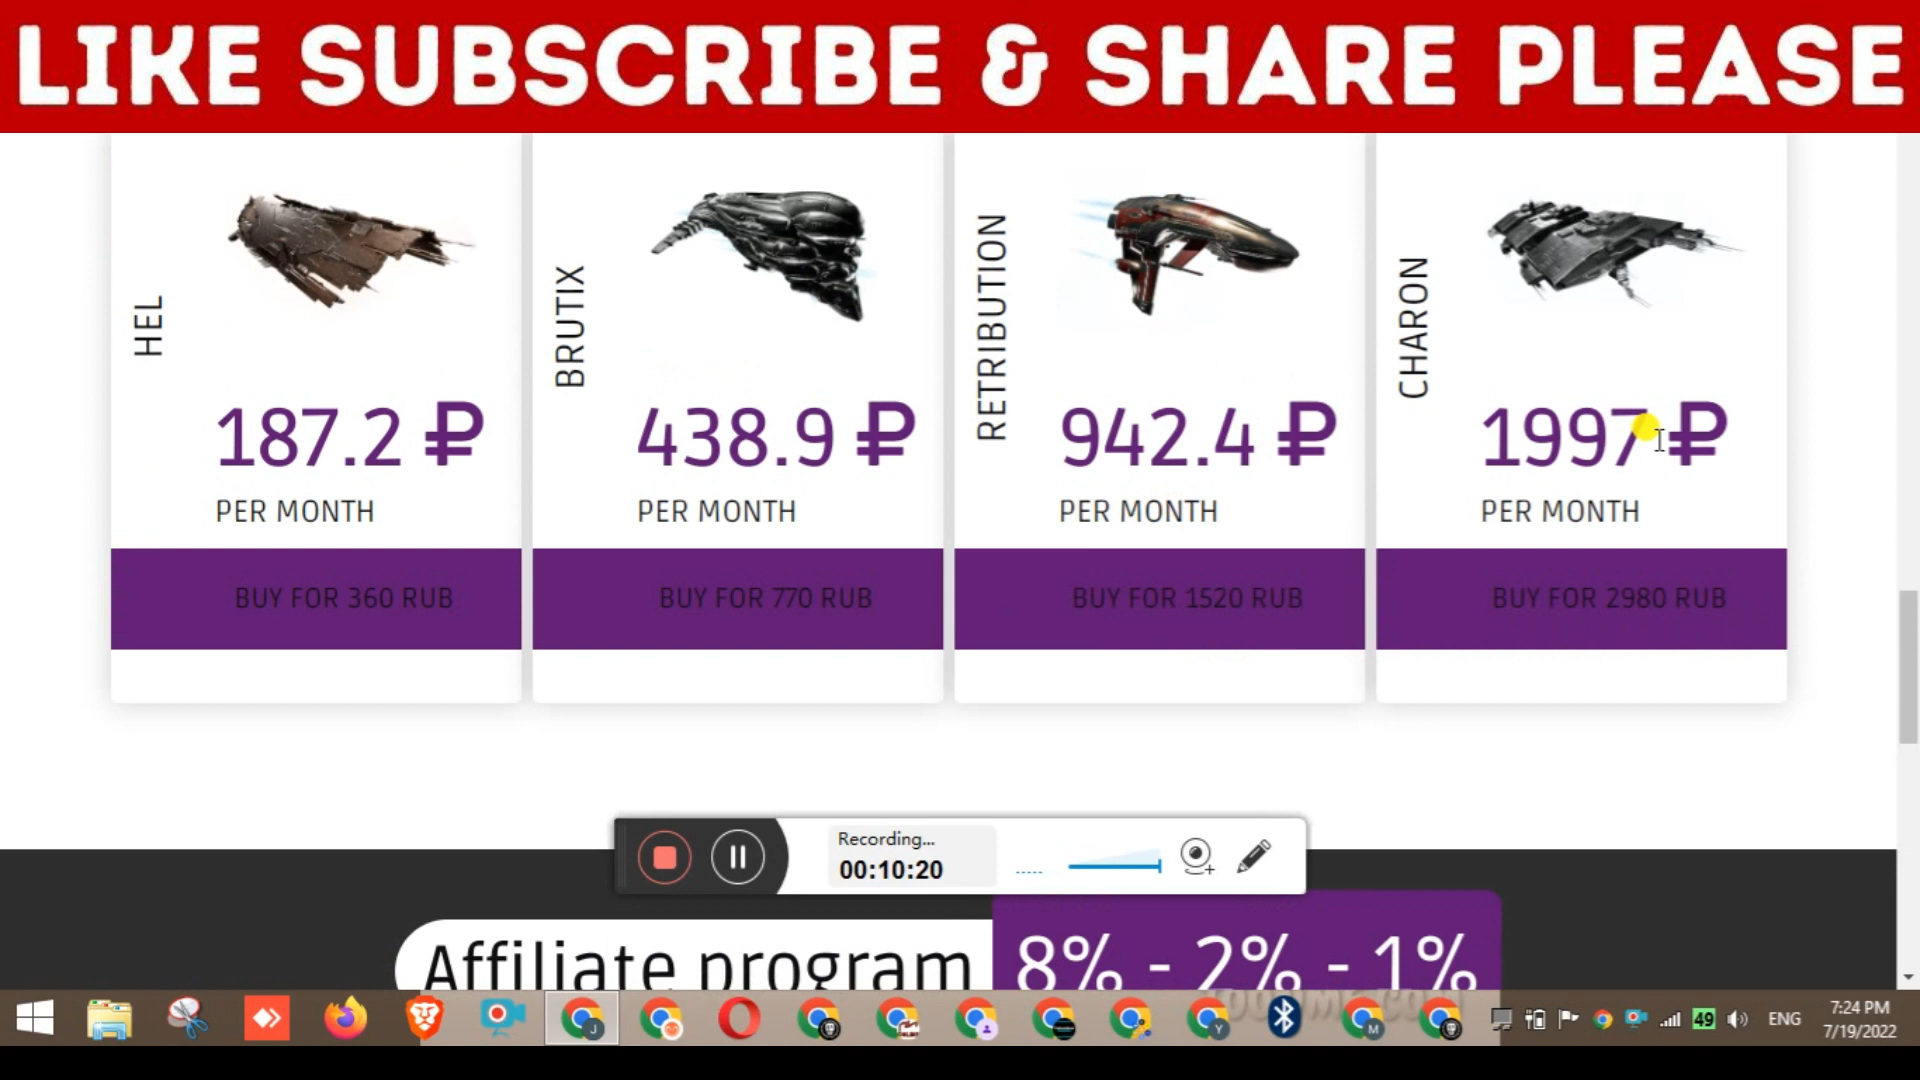 LIKE SUBSCRIBE & SHARE PLEASE
HEL
187.2 ₽
PER MONTH
BUY FOR 360 RUB
BRUTIX
438.9 ₽
PER MONTH
BUY FOR 770 RUB
RETRIBUTION
942.4 ₽
PER MONTH
BUY FOR 1520 RUB
CHARON
1997 ₽
PER MONTH
BUY FOR 2980 RUB
Recording...
00:10:20
Affiliate program
8% - 2% - 1%
J
Y
M
49
ENG
7:24 PM
7/19/2022